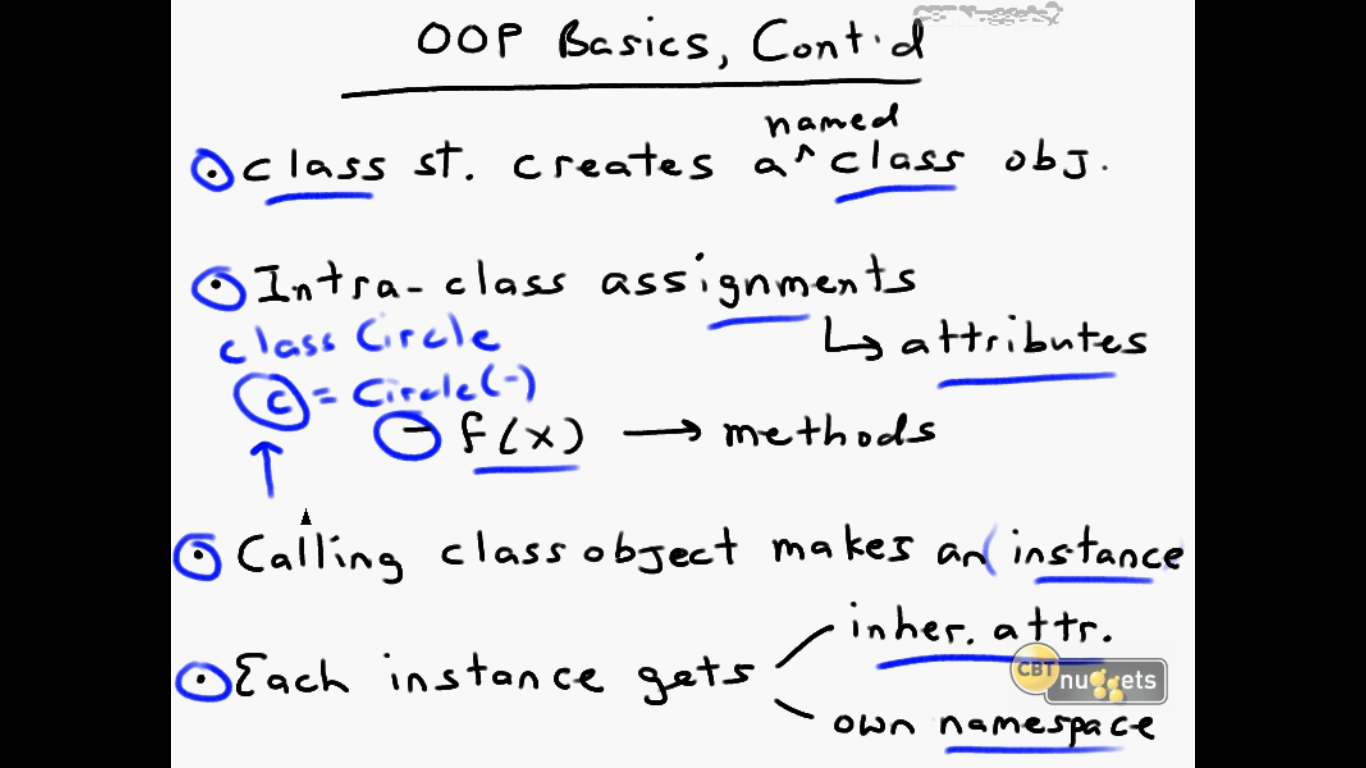 OOP Basics, Cont'd
named
class st. creates a ^ class obj.
Intra-class assignments
↳ attributes
class Circle
c = Circle(-)
- f(x) → methods
Calling class object makes an (instance
Each instance gets
inher. attr.
own namespace
CBT nuggets